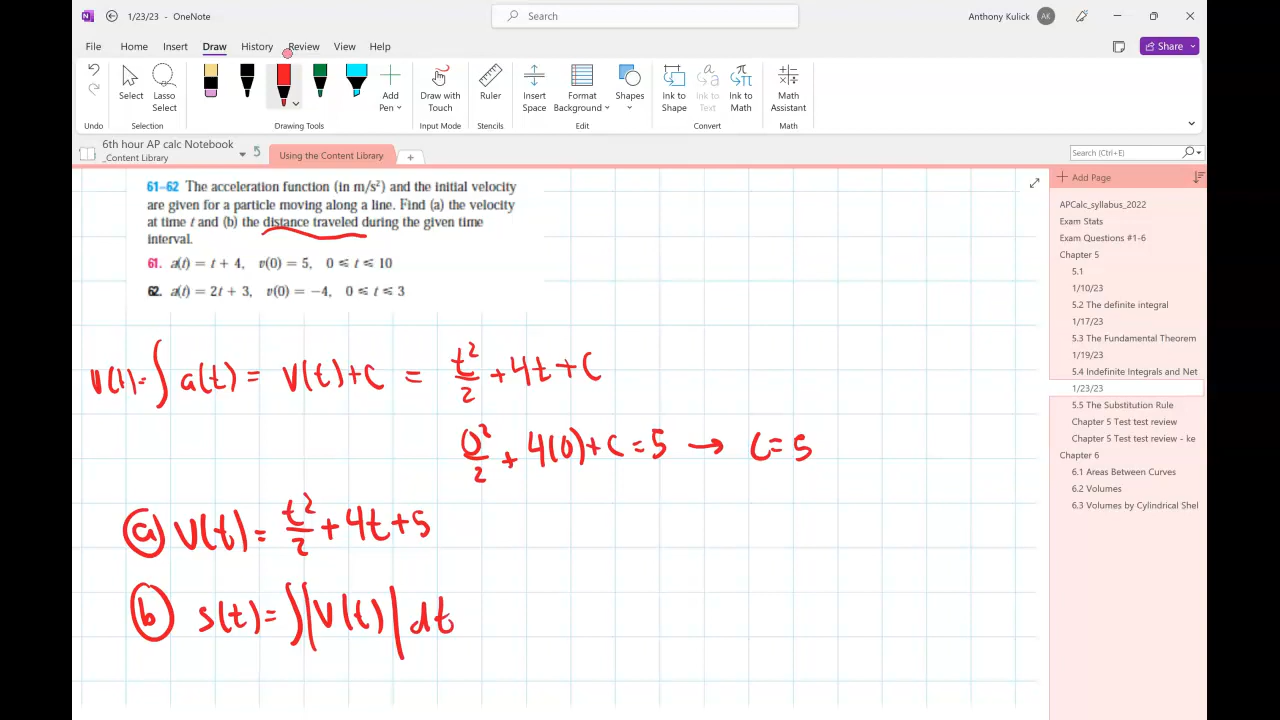 1/23/23 - OneNote
Search
Anthony Kulick
AK
File Home Insert Draw History Review View Help
Share
Undo
Select
Lasso Select
Add Pen
Draw with Touch
Ruler
Insert Space
Format Background
Shapes
Ink to Shape
Ink to Text
Ink to Math
Math Assistant
Selection
Drawing Tools
Input Mode
Stencils
Edit
Convert
Math
6th hour AP calc Notebook
_Content Library
Using the Content Library
Search (Ctrl+E)
61–62 The acceleration function (in m/s²) and the initial velocity
are given for a particle moving along a line. Find (a) the velocity
at time t and (b) the distance traveled during the given time
interval.
61. a(t) = t + 4, v(0) = 5, 0 ≤ t ≤ 10
62. a(t) = 2t + 3, v(0) = −4, 0 ≤ t ≤ 3
v(t) = ∫ a(t) = v(t) + C = t²/2 + 4t + C
0²/2 + 4(0) + C = 5 → C = 5
a v(t) = t²/2 + 4t + 5
b s(t) = ∫ |v(t)| dt
Add Page
APCalc_syllabus_2022
Exam Stats
Exam Questions #1-6
Chapter 5
5.1
1/10/23
5.2 The definite integral
1/17/23
5.3 The Fundamental Theorem
1/19/23
5.4 Indefinite Integrals and Net
1/23/23
5.5 The Substitution Rule
Chapter 5 Test test review
Chapter 5 Test test review - ke
Chapter 6
6.1 Areas Between Curves
6.2 Volumes
6.3 Volumes by Cylindrical Shel